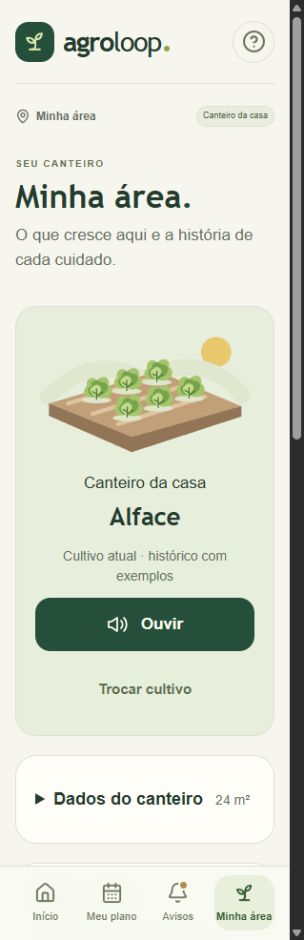 agroloop.
Minha área
Canteiro da casa
SEU CANTEIRO
Minha área.
O que cresce aqui e a história de
cada cuidado.
Canteiro da casa
Alface
Cultivo atual · histórico com
exemplos
Ouvir
Trocar cultivo
Dados do canteiro 24 m²
Início Meu plano Avisos Minha área